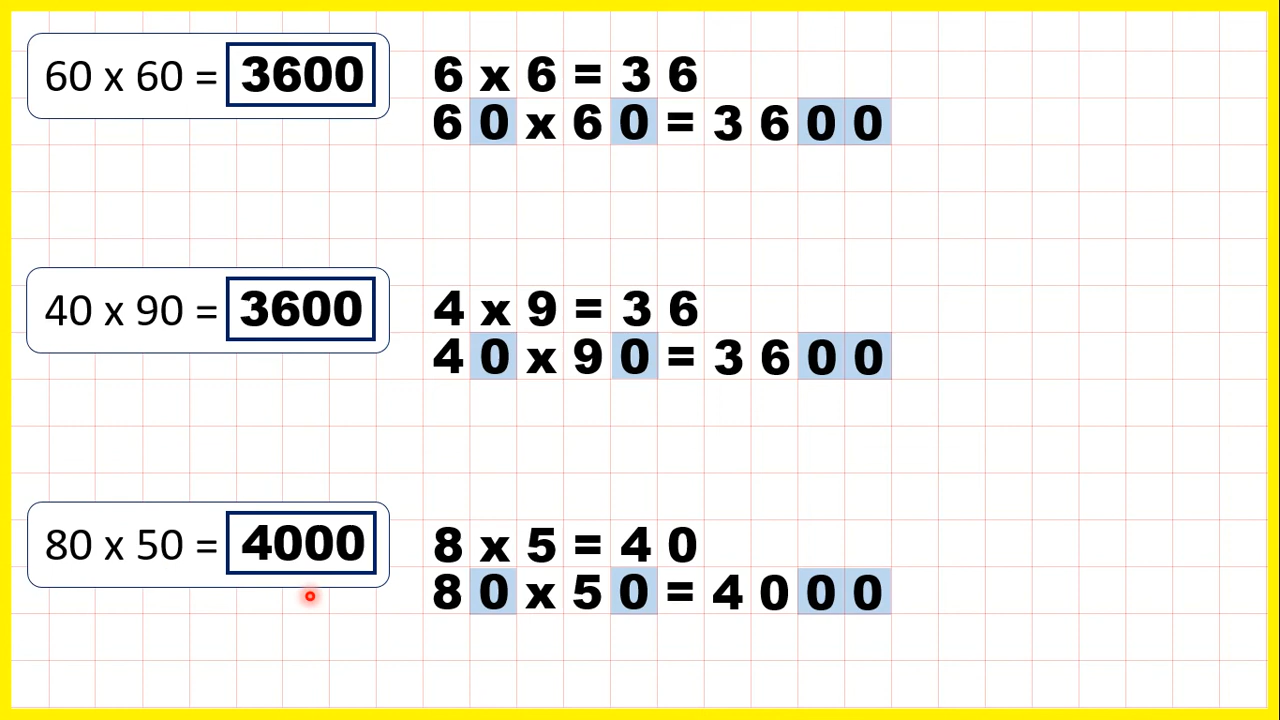 60 x 60 = 3600
6 x 6 = 3 6
6 0 x 6 0 = 3 6 0 0
40 x 90 = 3600
4 x 9 = 3 6
4 0 x 9 0 = 3 6 0 0
80 x 50 = 4000
8 x 5 = 4 0
8 0 x 5 0 = 4 0 0 0